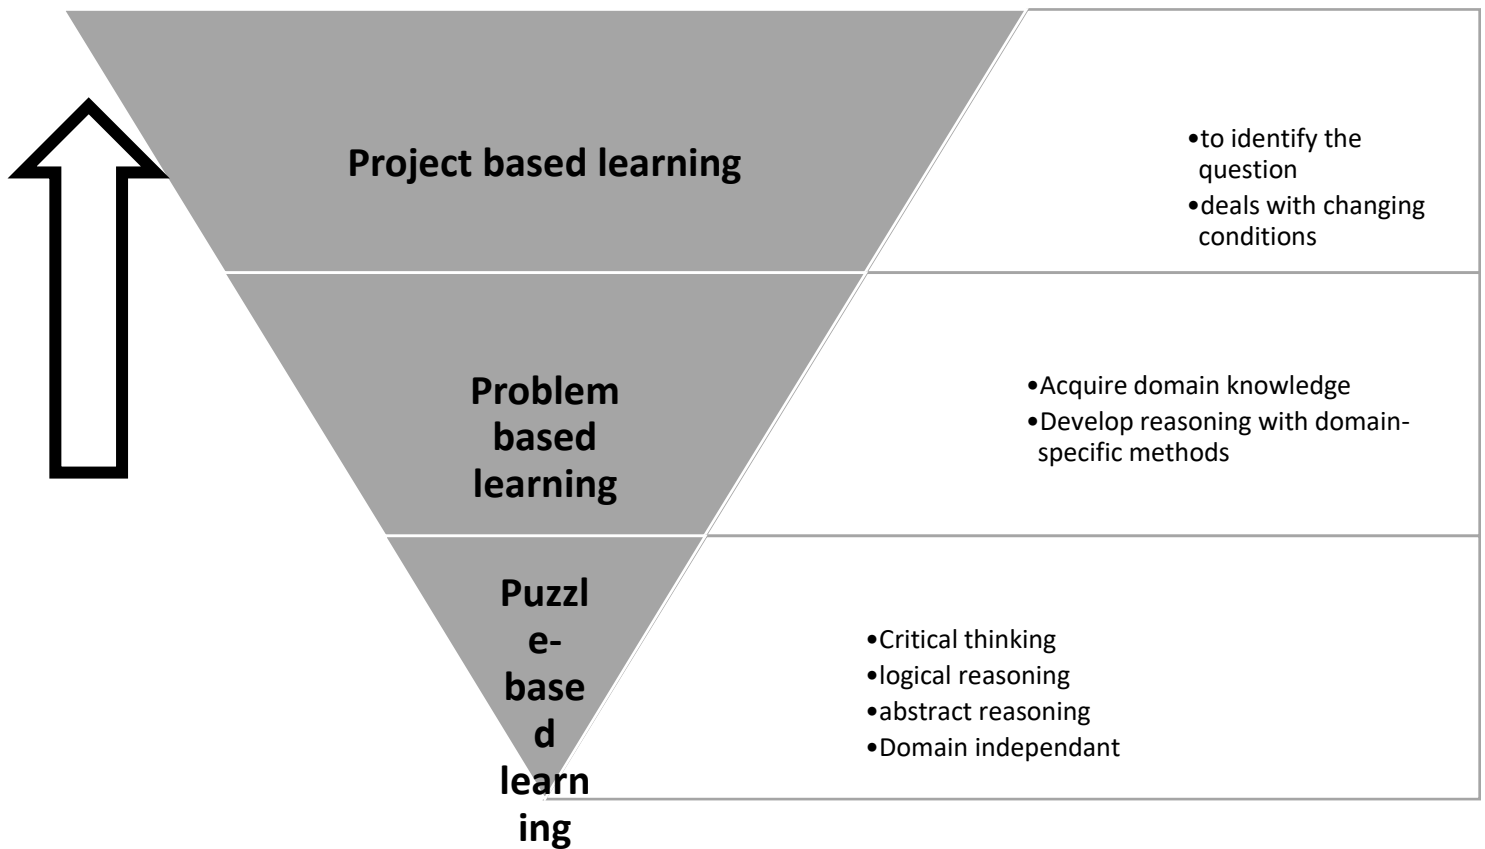 Project based learning
•to identify the
question
•deals with changing
conditions
Problem
based
learning
•Acquire domain knowledge
•Develop reasoning with domain-
specific methods
Puzzl
e-
base
d
learn
ing
•Critical thinking
•logical reasoning
•abstract reasoning
•Domain independant